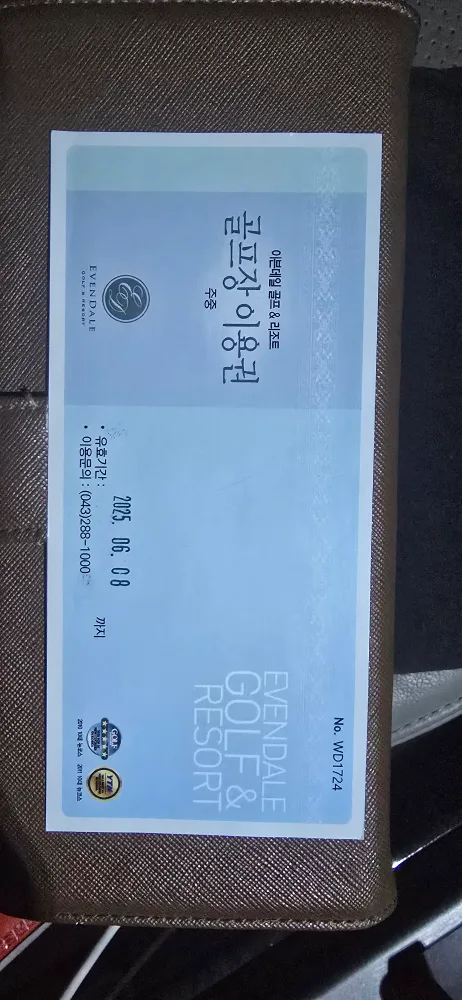 No. WD1724
이븐데일 골프 & 리조트
골프장 이용권
주중
EVENDALE
GOLF &
RESORT
EVENDALE
GOLF & RESORT
• 유효기간 : 2025. 06. 08 까지
• 이용문의 : (043)288-1000
GOLF
YTN